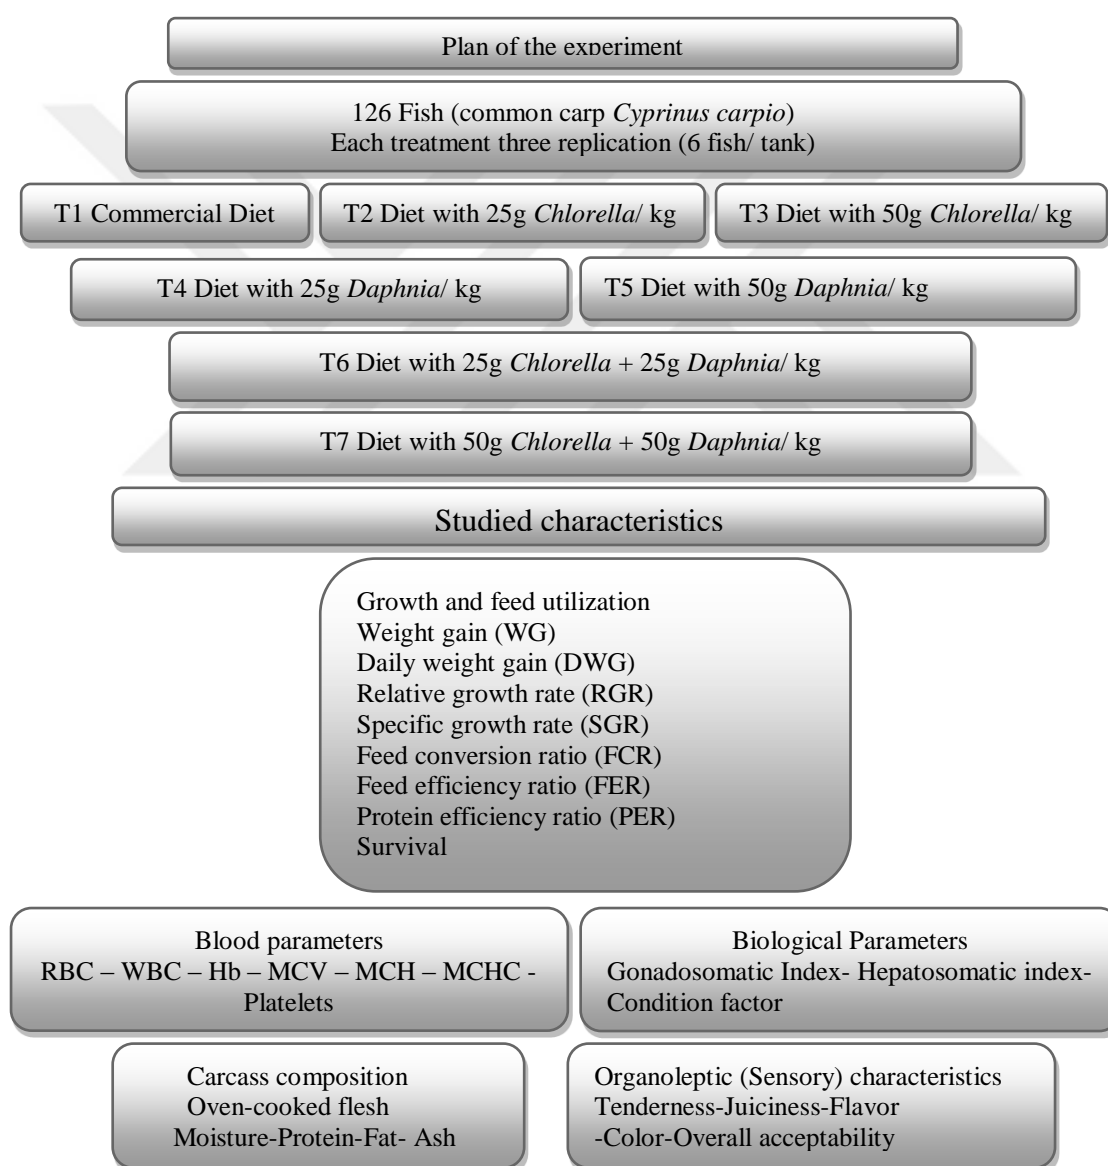 Plan of the experiment
126 Fish (common carp Cyprinus carpio)
Each treatment three replication (6 fish/ tank)
T1 Commercial Diet
T2 Diet with 25g Chlorella/ kg
T3 Diet with 50g Chlorella/ kg
T4 Diet with 25g Daphnia/ kg
T5 Diet with 50g Daphnia/ kg
T6 Diet with 25g Chlorella + 25g Daphnia/ kg
T7 Diet with 50g Chlorella + 50g Daphnia/ kg
Studied characteristics
Growth and feed utilization
Weight gain (WG)
Daily weight gain (DWG)
Relative growth rate (RGR)
Specific growth rate (SGR)
Feed conversion ratio (FCR)
Feed efficiency ratio (FER)
Protein efficiency ratio (PER)
Survival
Blood parameters
RBC – WBC – Hb – MCV – MCH – MCHC -
Platelets
Biological Parameters
Gonadosomatic Index- Hepatosomatic index-
Condition factor
Carcass composition
Oven-cooked flesh
Moisture-Protein-Fat- Ash
Organoleptic (Sensory) characteristics
Tenderness-Juiciness-Flavor
-Color-Overall acceptability